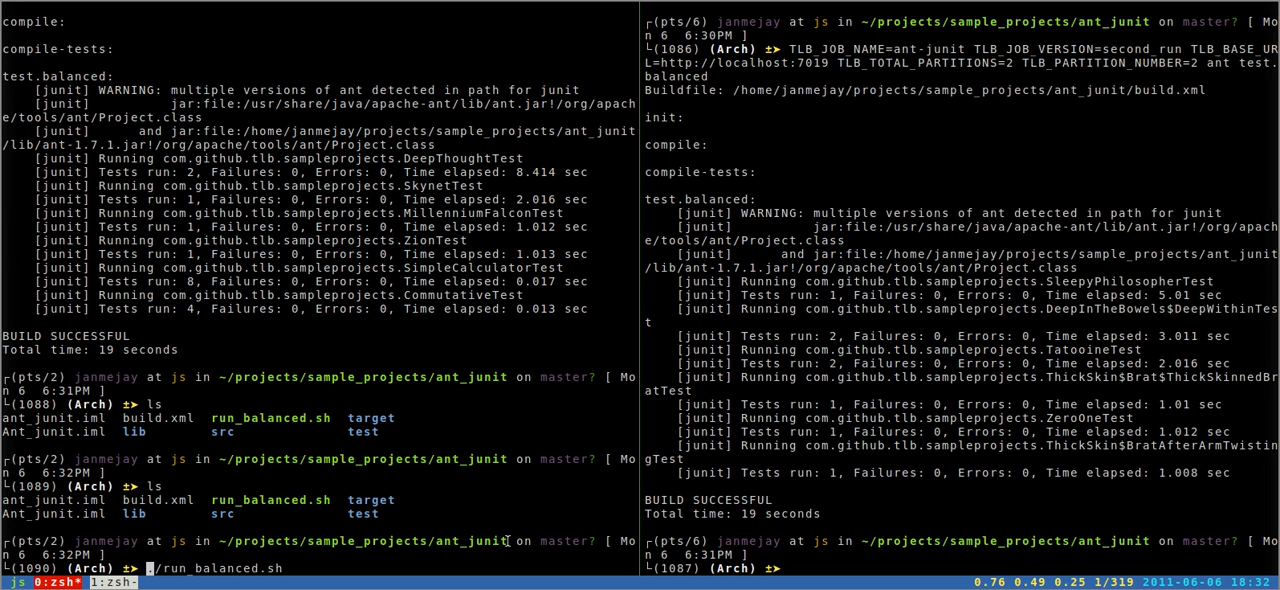 compile:
compile-tests:
test.balanced:
[junit] WARNING: multiple versions of ant detected in path for junit
[junit]          jar:file:/usr/share/java/apache-ant/lib/ant.jar!/org/apach
e/tools/ant/Project.class
[junit]      and jar:file:/home/janmejay/projects/sample_projects/ant_junit
/lib/ant-1.7.1.jar!/org/apache/tools/ant/Project.class
[junit] Running com.github.tlb.sampleprojects.DeepThoughtTest
[junit] Tests run: 2, Failures: 0, Errors: 0, Time elapsed: 8.414 sec
[junit] Running com.github.tlb.sampleprojects.SkynetTest
[junit] Tests run: 1, Failures: 0, Errors: 0, Time elapsed: 2.016 sec
[junit] Running com.github.tlb.sampleprojects.MillenniumFalconTest
[junit] Tests run: 1, Failures: 0, Errors: 0, Time elapsed: 1.012 sec
[junit] Running com.github.tlb.sampleprojects.ZionTest
[junit] Tests run: 1, Failures: 0, Errors: 0, Time elapsed: 1.013 sec
[junit] Running com.github.tlb.sampleprojects.SimpleCalculatorTest
[junit] Tests run: 8, Failures: 0, Errors: 0, Time elapsed: 0.017 sec
[junit] Running com.github.tlb.sampleprojects.CommutativeTest
[junit] Tests run: 4, Failures: 0, Errors: 0, Time elapsed: 0.013 sec
BUILD SUCCESSFUL
Total time: 19 seconds
┌(pts/2) janmejay at js in ~/projects/sample_projects/ant_junit on master? [ Mo
n 6  6:31PM ]
└(1088) (Arch) ±➤ ls
ant_junit.iml  build.xml  run_balanced.sh  target
Ant_junit.iml  lib        src              test
┌(pts/2) janmejay at js in ~/projects/sample_projects/ant_junit on master? [ Mo
n 6  6:32PM ]
└(1089) (Arch) ±➤ ls
ant_junit.iml  build.xml  run_balanced.sh  target
Ant_junit.iml  lib        src              test
┌(pts/2) janmejay at js in ~/projects/sample_projects/ant_junit on master? [ Mo
n 6  6:32PM ]
└(1090) (Arch) ±➤ ./run_balanced.sh
┌(pts/6) janmejay at js in ~/projects/sample_projects/ant_junit on master? [ Mo
n 6  6:30PM ]
└(1086) (Arch) ±➤ TLB_JOB_NAME=ant-junit TLB_JOB_VERSION=second_run TLB_BASE_UR
L=http://localhost:7019 TLB_TOTAL_PARTITIONS=2 TLB_PARTITION_NUMBER=2 ant test.
balanced
Buildfile: /home/janmejay/projects/sample_projects/ant_junit/build.xml
init:
compile:
compile-tests:
test.balanced:
[junit] WARNING: multiple versions of ant detected in path for junit
[junit]          jar:file:/usr/share/java/apache-ant/lib/ant.jar!/org/apach
e/tools/ant/Project.class
[junit]      and jar:file:/home/janmejay/projects/sample_projects/ant_junit
/lib/ant-1.7.1.jar!/org/apache/tools/ant/Project.class
[junit] Running com.github.tlb.sampleprojects.SleepyPhilosopherTest
[junit] Tests run: 1, Failures: 0, Errors: 0, Time elapsed: 5.01 sec
[junit] Running com.github.tlb.sampleprojects.DeepInTheBowels$DeepWithinTes
t
[junit] Tests run: 2, Failures: 0, Errors: 0, Time elapsed: 3.011 sec
[junit] Running com.github.tlb.sampleprojects.TatooineTest
[junit] Tests run: 2, Failures: 0, Errors: 0, Time elapsed: 2.016 sec
[junit] Running com.github.tlb.sampleprojects.ThickSkin$Brat$ThickSkinnedBr
atTest
[junit] Tests run: 1, Failures: 0, Errors: 0, Time elapsed: 1.01 sec
[junit] Running com.github.tlb.sampleprojects.ZeroOneTest
[junit] Tests run: 1, Failures: 0, Errors: 0, Time elapsed: 1.012 sec
[junit] Running com.github.tlb.sampleprojects.ThickSkin$BratAfterArmTwistin
gTest
[junit] Tests run: 1, Failures: 0, Errors: 0, Time elapsed: 1.008 sec
BUILD SUCCESSFUL
Total time: 19 seconds
┌(pts/6) janmejay at js in ~/projects/sample_projects/ant_junit on master? [ Mo
n 6  6:31PM ]
└(1087) (Arch) ±➤
js 0:zsh* 1:zsh- 0.76 0.49 0.25 1/319 2011-06-06 18:32